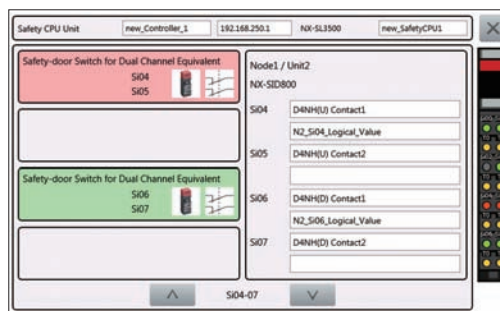 Safety CPU Unit new_Controller_1 192.168.250.1 NX-SL3500 new_SafetyCPU1
Safety-door Switch for Dual Channel Equivalent
Si04
Si05
Safety-door Switch for Dual Channel Equivalent
Si06
Si07
Node1 / Unit2
NX-SID800
Si04 D4NH(U) Contact1
N2_Si04_Logical_Value
Si05 D4NH(U) Contact2
Si06 D4NH(D) Contact1
N2_Si06_Logical_Value
Si07 D4NH(D) Contact2
Si04-07